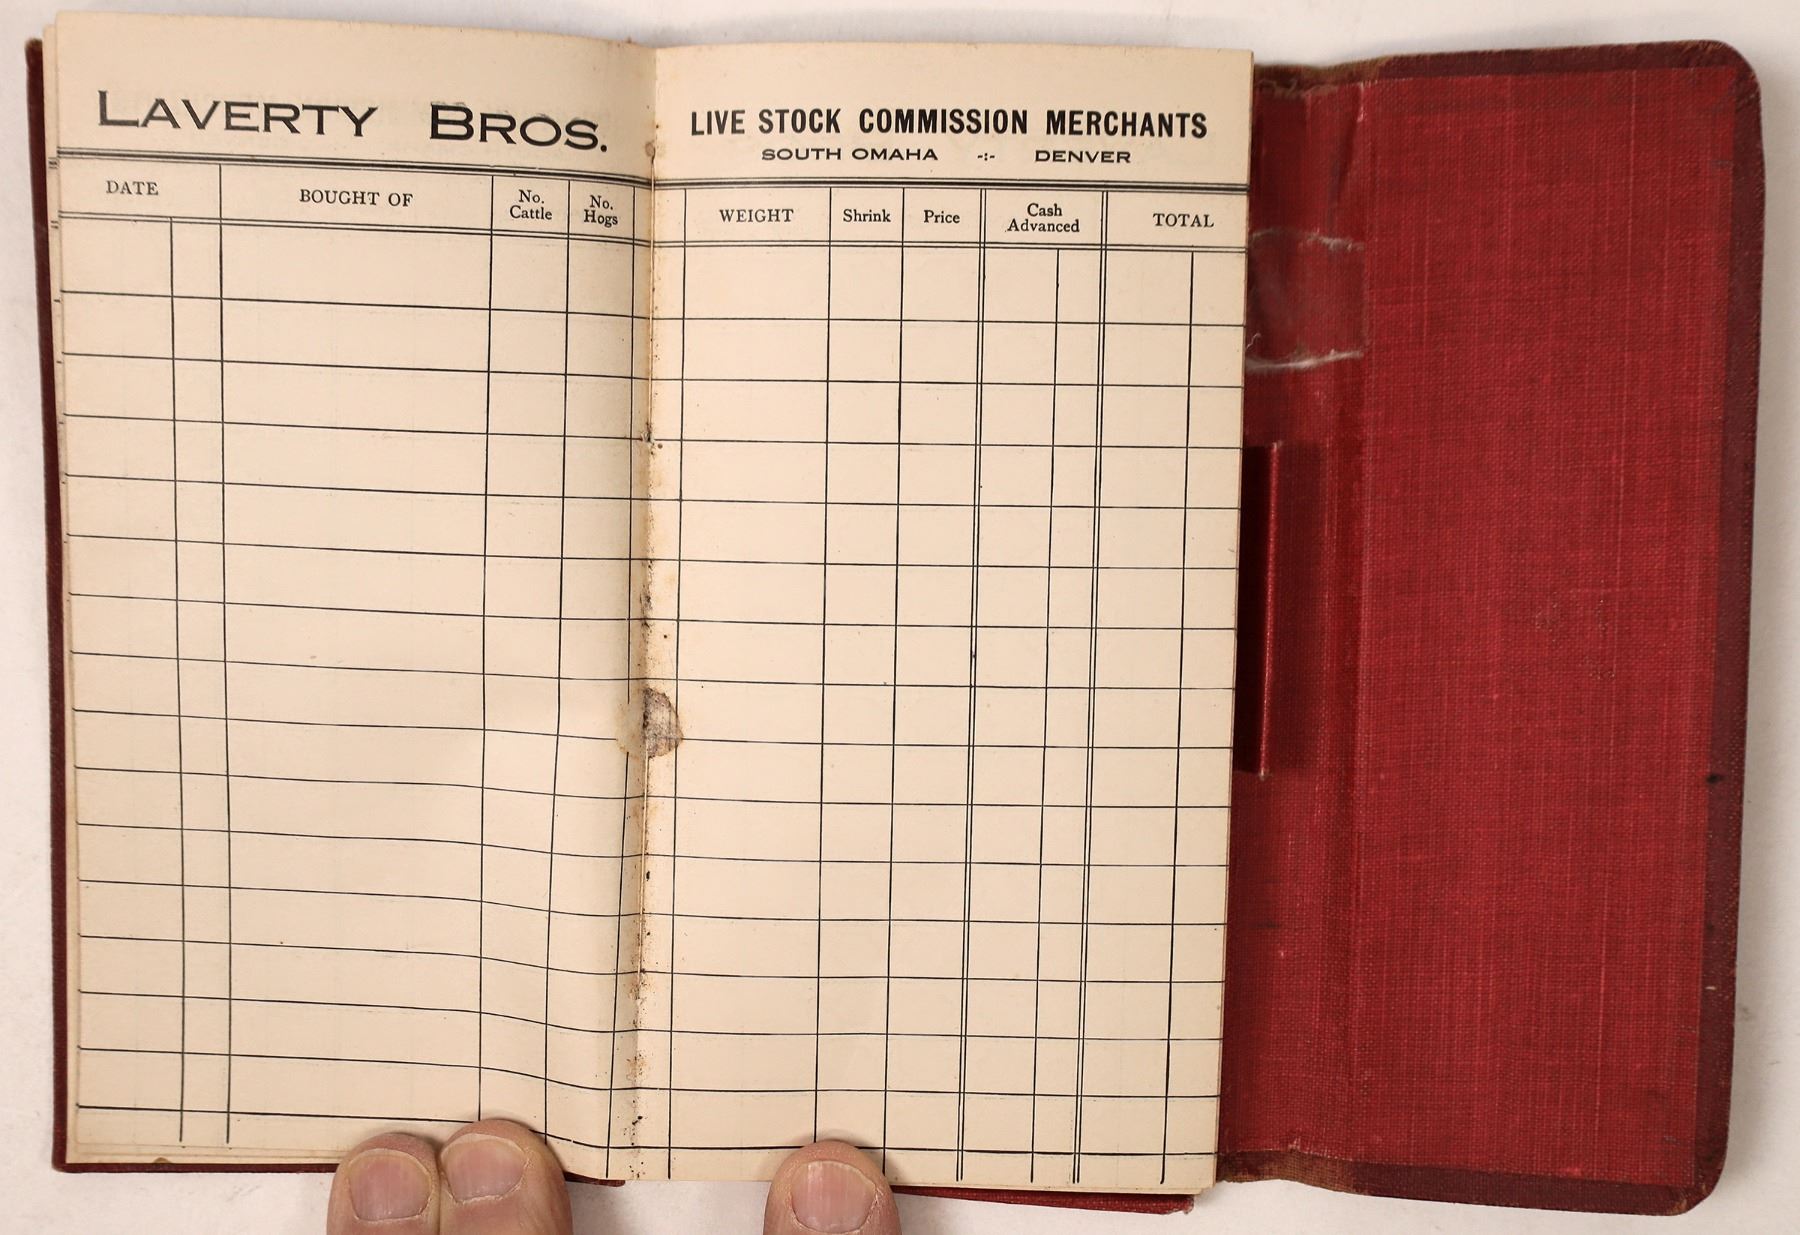 LAVERTY BROS.
DATE BOUGHT OF No. Cattle No. Hogs
LIVE STOCK COMMISSION MERCHANTS
SOUTH OMAHA -:- DENVER
WEIGHT Shrink Price Cash Advanced TOTAL